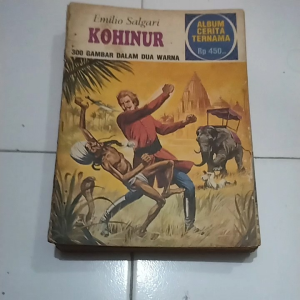 Emilio Salgari
KOHINUR
300 GAMBAR DALAM DUA WARNA
ALBUM
CERITA
TERNAMA
Rp 450,-